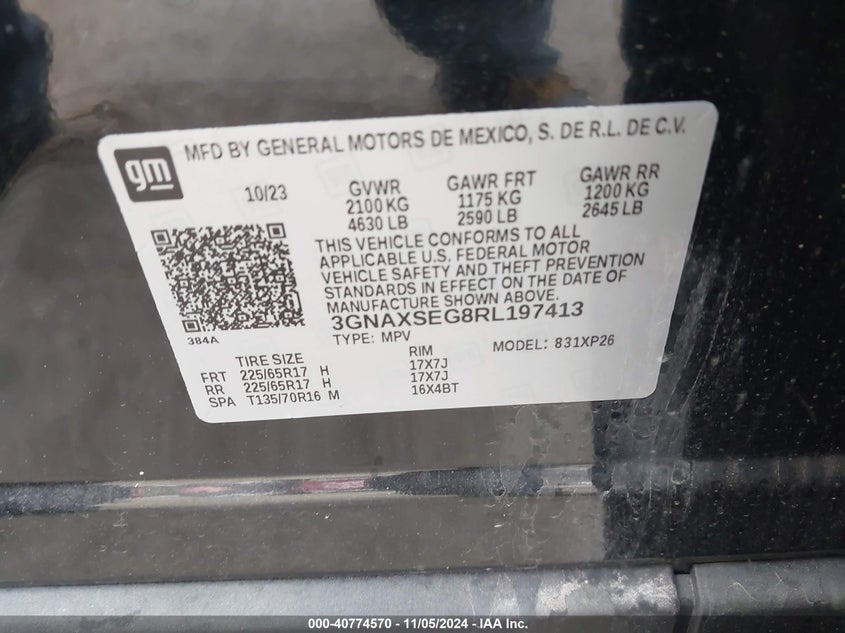 gm
MFD BY GENERAL MOTORS DE MEXICO, S. DE R.L. DE C.V.
10/23 GVWR GAWR FRT GAWR RR
2100 KG 1175 KG 1200 KG
4630 LB 2590 LB 2645 LB
THIS VEHICLE CONFORMS TO ALL
APPLICABLE U.S. FEDERAL MOTOR
VEHICLE SAFETY AND THEFT PREVENTION
STANDARDS IN EFFECT ON THE DATE OF
MANUFACTURE SHOWN ABOVE.
3GNAXSEG8RL197413
384A
TYPE: MPV MODEL: 831XP26
TIRE SIZE RIM
FRT 225/65R17 H 17X7J
RR 225/65R17 H 17X7J
SPA T135/70R16 M 16X4BT
000-40774570 - 11/05/2024 - IAA Inc.